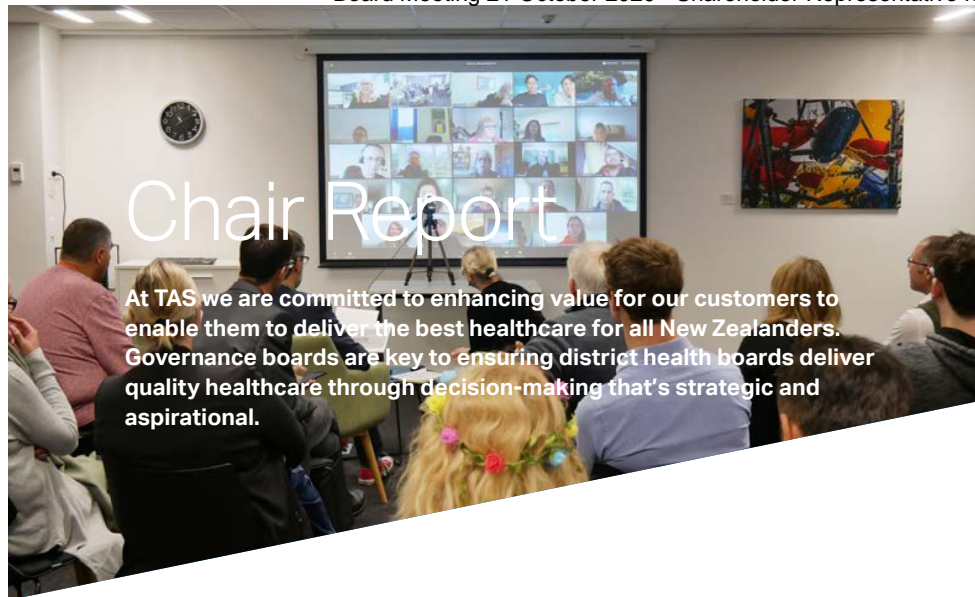 Board Meeting October Shareholder Representative
Chair Report
At TAS we are committed to enhancing value for our customers to
enable them to deliver the best healthcare for all New Zealanders.
Governance boards are key to ensuring district health boards deliver
quality healthcare through decision-making that's strategic and
aspirational.